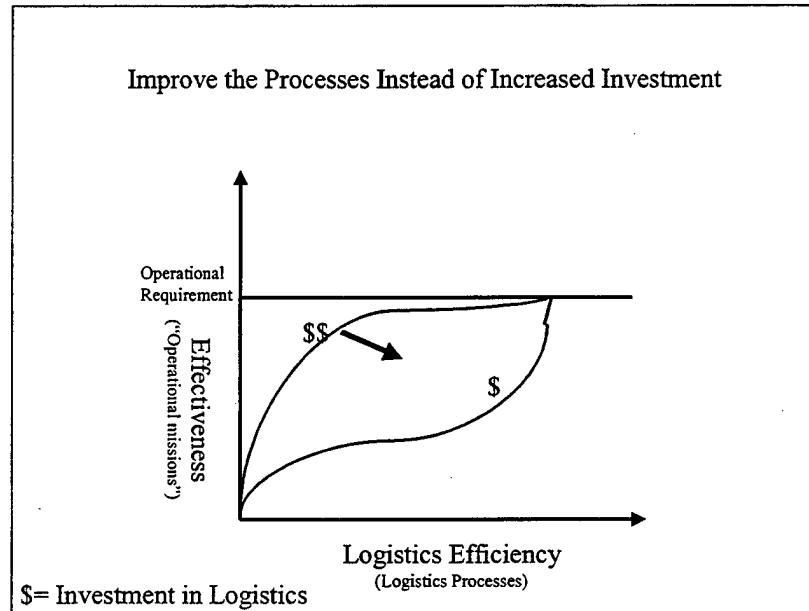 Improve the Processes Instead of Increased Investment
Operational
Requirement
Effectiveness
("Operational missions")
$$
$
Logistics Efficiency
(Logistics Processes)
$= Investment in Logistics